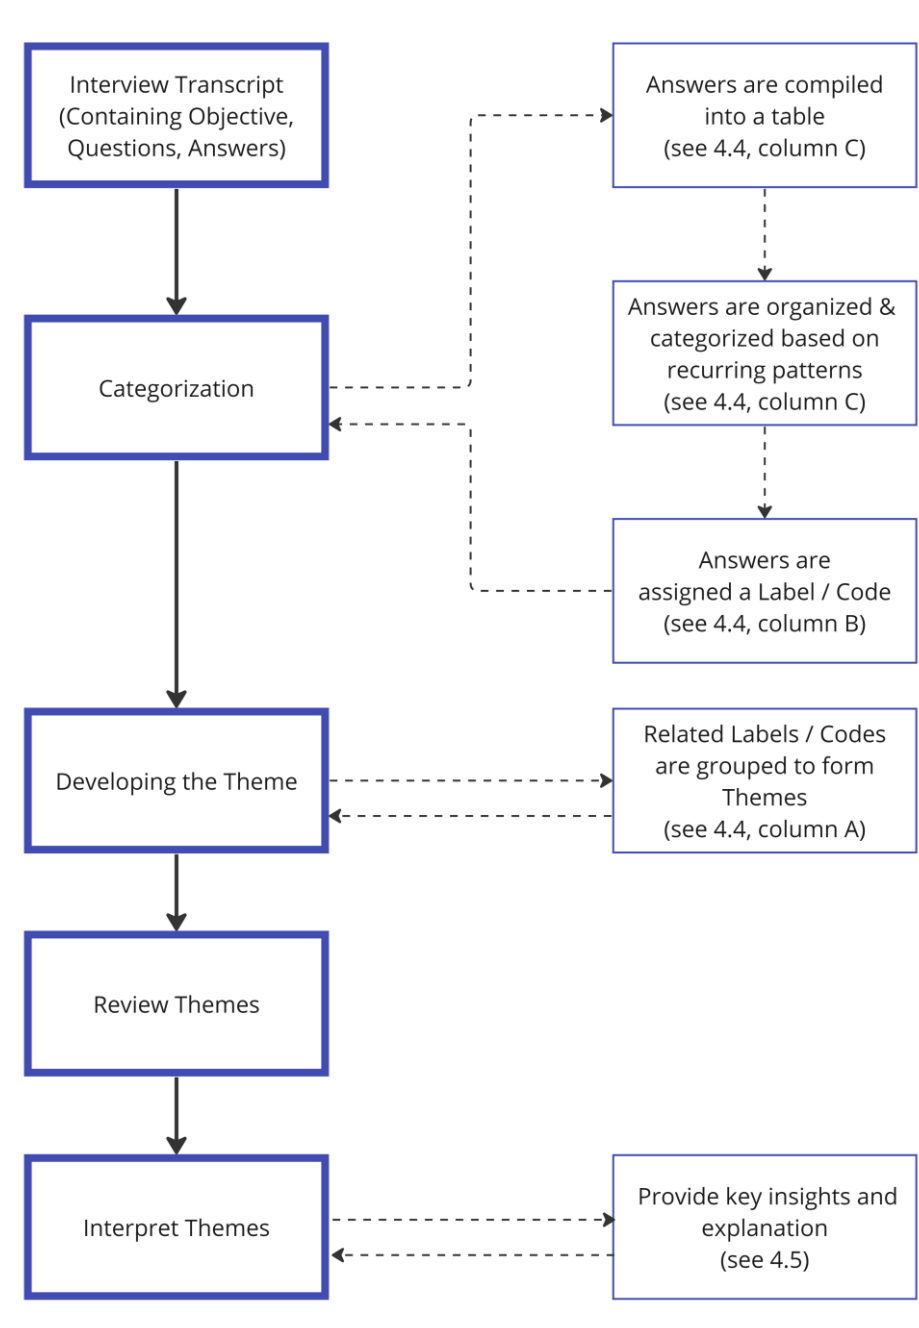 Interview Transcript
(Containing Objective,
Questions, Answers)
Answers are compiled
into a table
(see 4.4, column C)
Categorization
Answers are organized &
categorized based on
recurring patterns
(see 4.4, column C)
Answers are
assigned a Label / Code
(see 4.4, column B)
Developing the Theme
Related Labels / Codes
are grouped to form
Themes
(see 4.4, column A)
Review Themes
Interpret Themes
Provide key insights and
explanation
(see 4.5)